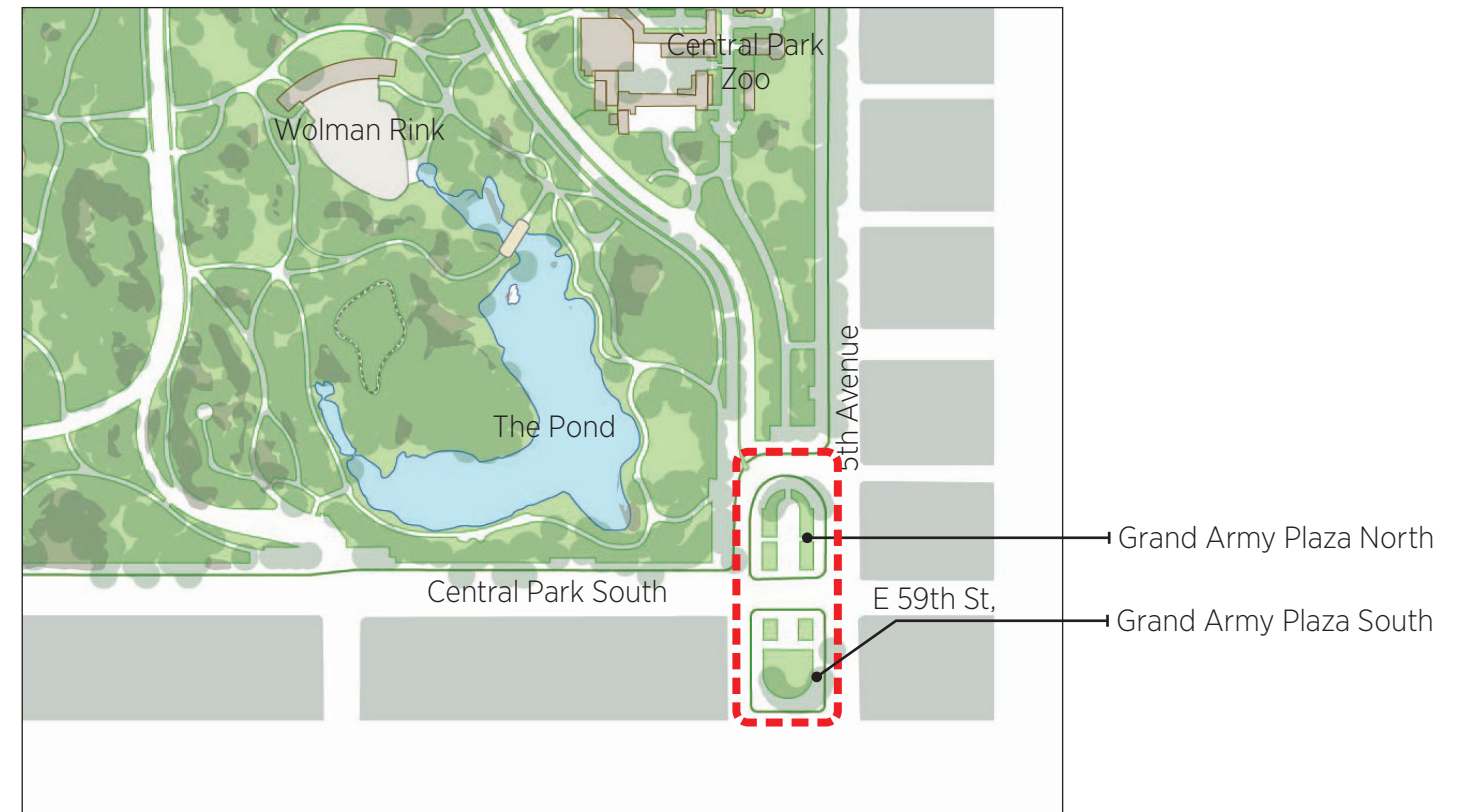 Central Park
Zoo
Wolman Rink
5th Avenue
The Pond
Grand Army Plaza North
Central Park South
E 59th St,
Grand Army Plaza South